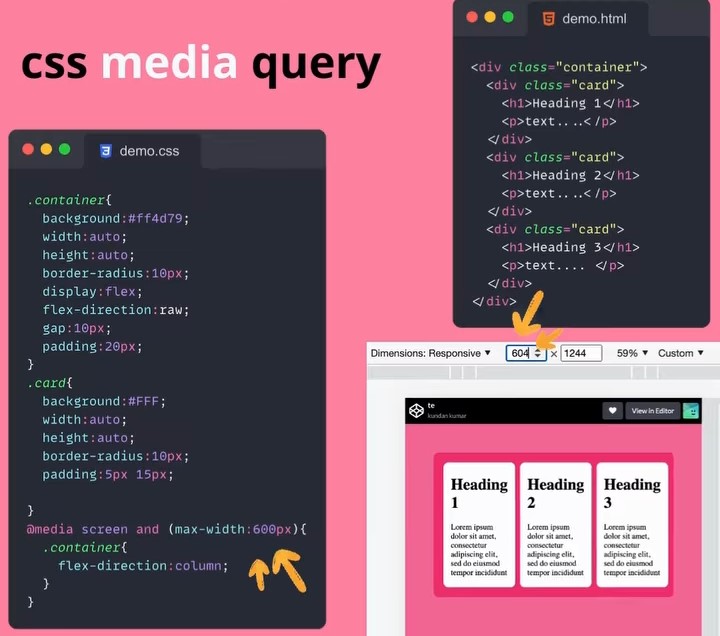 css media query
demo.css
.container{
background:#ff4d79;
width:auto;
height:auto;
border-radius:10px;
display:flex;
flex-direction:raw;
gap:10px;
padding:20px;
}
.card{
background:#FFF;
width:auto;
height:auto;
border-radius:10px;
padding:5px 15px;
}
@media screen and (max-width:600px){
.container{
flex-direction:column;
}
}
demo.html
<div class="container">
<div class="card">
<h1>Heading 1</h1>
<p>text....</p>
</div>
<div class="card">
<h1>Heading 2</h1>
<p>text....</p>
</div>
<div class="card">
<h1>Heading 3</h1>
<p>text.... </p>
</div>
</div>
Dimensions: Responsive ▼ 604 × 1244 59% ▼ Custom ▼
te
kundan kumar
View in Editor
Heading
1
Lorem ipsum
dolor sit amet,
consectetur
adipiscing elit,
sed do eiusmod
tempor incididunt
Heading
2
Lorem ipsum
dolor sit amet,
consectetur
adipiscing elit,
sed do eiusmod
tempor incididunt
Heading
3
Lorem ipsum
dolor sit amet,
consectetur
adipiscing elit,
sed do eiusmod
tempor incididunt